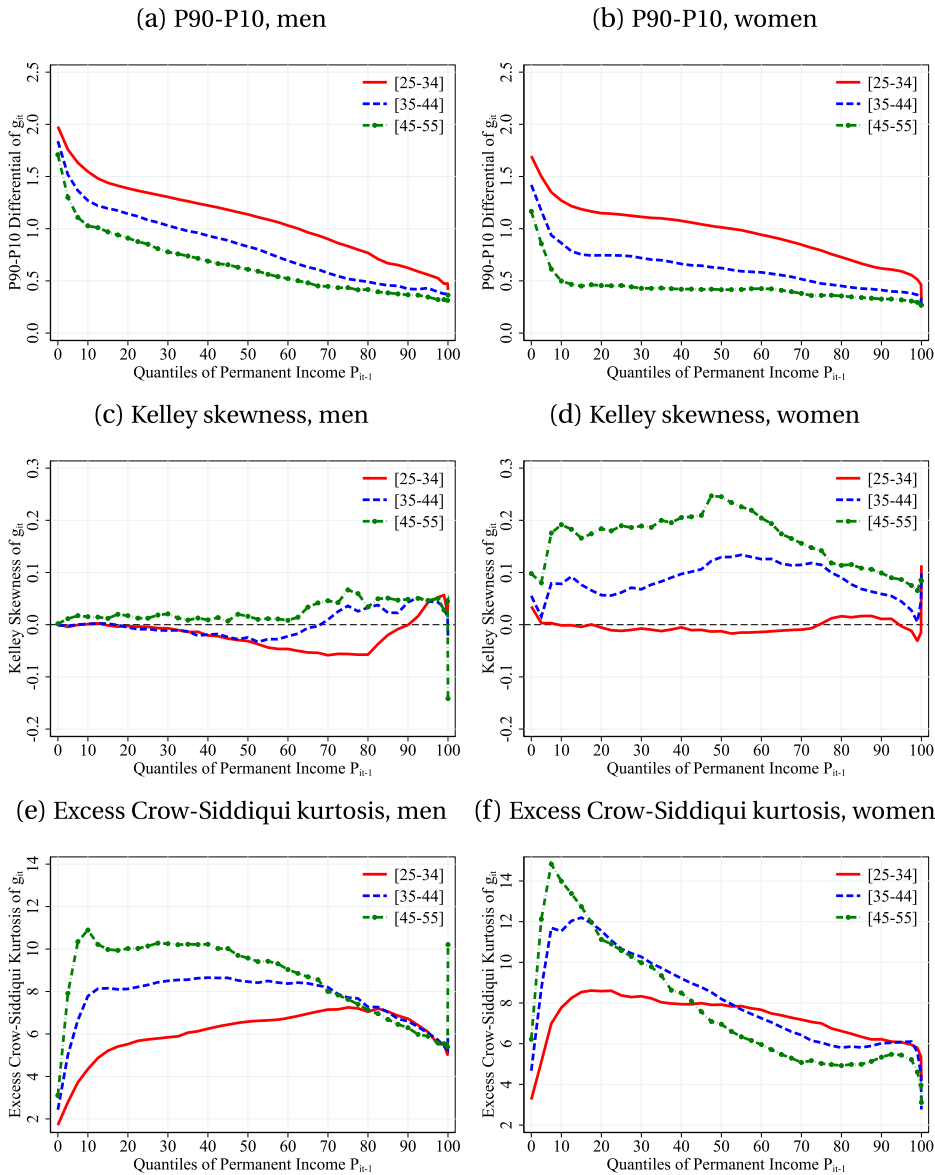 (a) P90-P10, men
(b) P90-P10, women
P90-P10 Differential of g_it
2.5
2.0
1.5
1.0
0.5
0.0
[25-34]
[35-44]
[45-55]
0 10 20 30 40 50 60 70 80 90 100
Quantiles of Permanent Income P_it-1
P90-P10 Differential of g_it
2.5
2.0
1.5
1.0
0.5
0.0
[25-34]
[35-44]
[45-55]
0 10 20 30 40 50 60 70 80 90 100
Quantiles of Permanent Income P_it-1
(c) Kelley skewness, men
(d) Kelley skewness, women
Kelley Skewness of g_it
0.3
0.2
0.1
0.0
-0.1
-0.2
[25-34]
[35-44]
[45-55]
0 10 20 30 40 50 60 70 80 90 100
Quantiles of Permanent Income P_it-1
Kelley Skewness of g_it
0.3
0.2
0.1
0.0
-0.1
-0.2
[25-34]
[35-44]
[45-55]
0 10 20 30 40 50 60 70 80 90 100
Quantiles of Permanent Income P_it-1
(e) Excess Crow-Siddiqui kurtosis, men
(f) Excess Crow-Siddiqui kurtosis, women
Excess Crow-Siddiqui Kurtosis of g_it
14
12
10
8
6
4
2
[25-34]
[35-44]
[45-55]
0 10 20 30 40 50 60 70 80 90 100
Quantiles of Permanent Income P_it-1
Excess Crow-Siddiqui Kurtosis of g_it
14
12
10
8
6
4
2
[25-34]
[35-44]
[45-55]
0 10 20 30 40 50 60 70 80 90 100
Quantiles of Permanent Income P_it-1